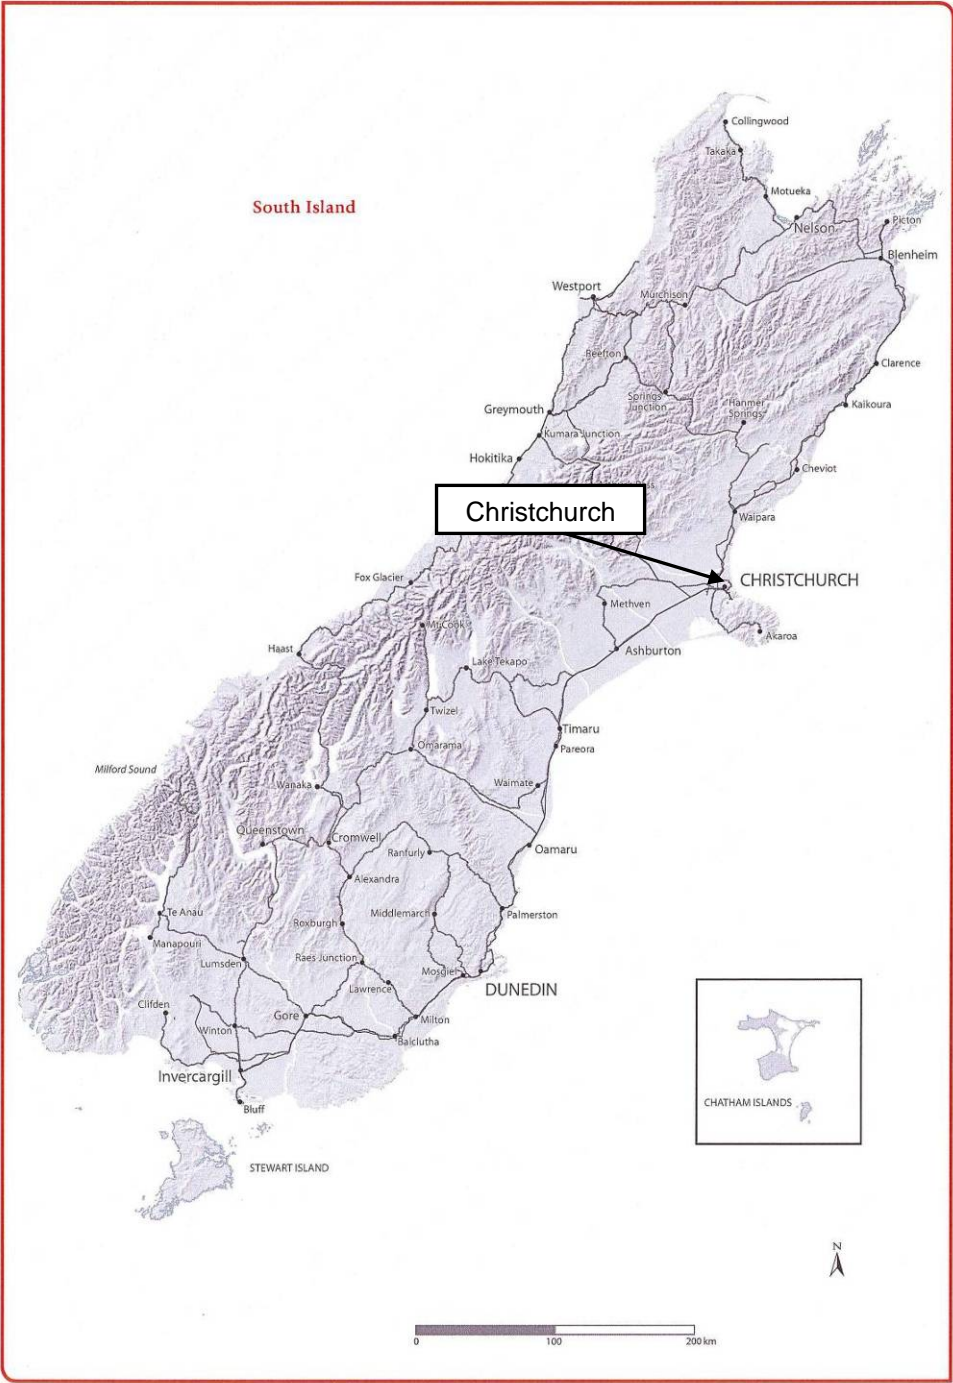 South Island
Collingwood
Takaka
Motueka
Nelson
Picton
Blenheim
Westport
Murchison
Reefton
Clarence
Springs
Junction
Hanmer
Springs
Kaikoura
Greymouth
Kumara Junction
Hokitika
Cheviot
Christchurch
Waipara
Fox Glacier
CHRISTCHURCH
Methven
Mt Cook
Akaroa
Haast
Ashburton
Lake Tekapo
Twizel
Timaru
Omarama
Pareora
Milford Sound
Wanaka
Waimate
Queenstown
Cromwell
Ranfurly
Oamaru
Alexandra
Te Anau
Roxburgh
Middlemarch
Palmerston
Manapouri
Lumsden
Raes Junction
Mosgiel
Lawrence
DUNEDIN
Clifden
Gore
Winton
Milton
Balclutha
Invercargill
Bluff
CHATHAM ISLANDS
STEWART ISLAND
N
0 100 200 km